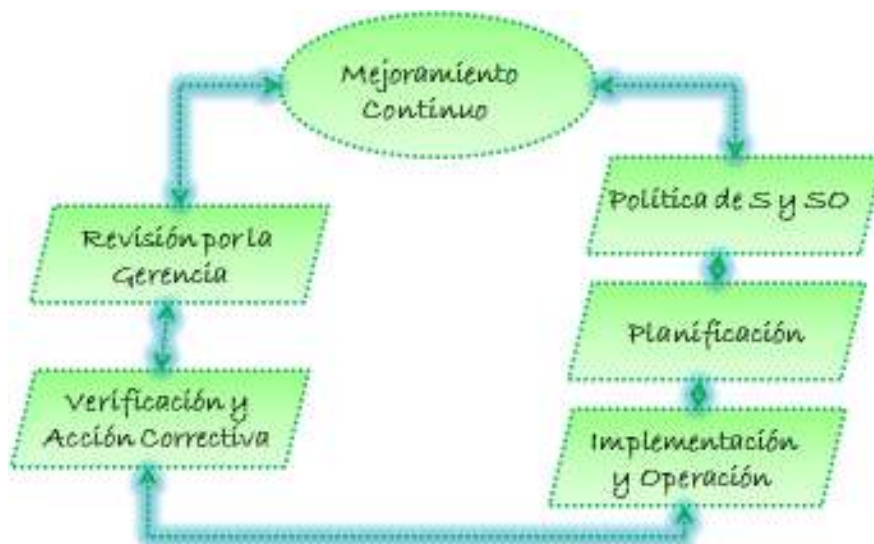 Mejoramiento
Continuo
Política de S y SO
Planificación
Implementación
y Operación
Verificación y
Acción Correctiva
Revisión por la
Gerencia